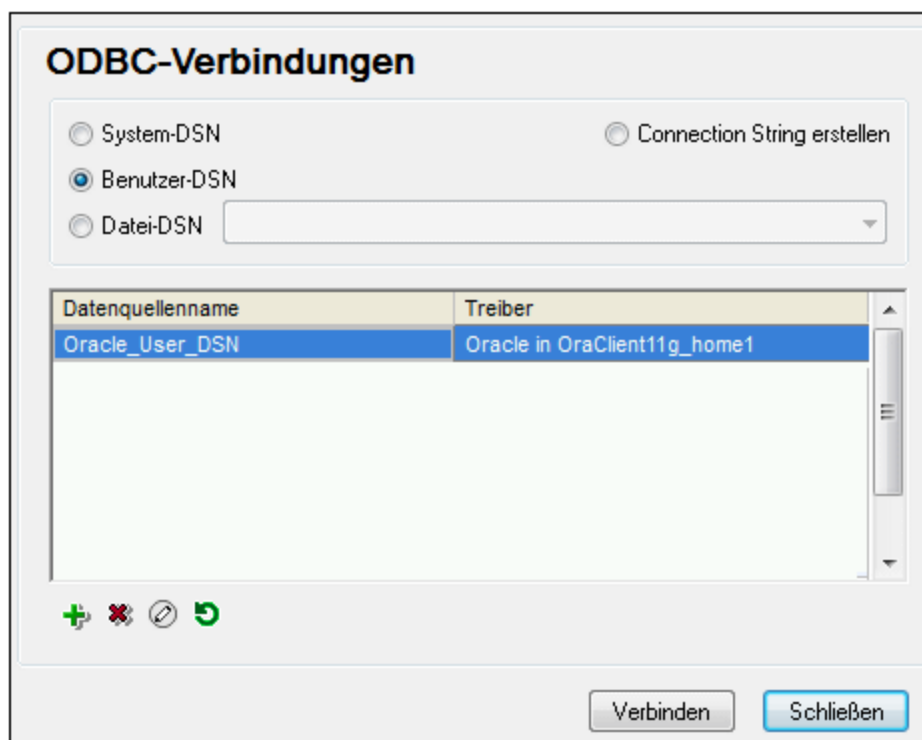 ODBC-Verbindungen
System-DSN Connection String erstellen
Benutzer-DSN
Datei-DSN
Datenquellenname Treiber
Oracle_User_DSN Oracle in OraClient11g_home1
Verbinden Schließen